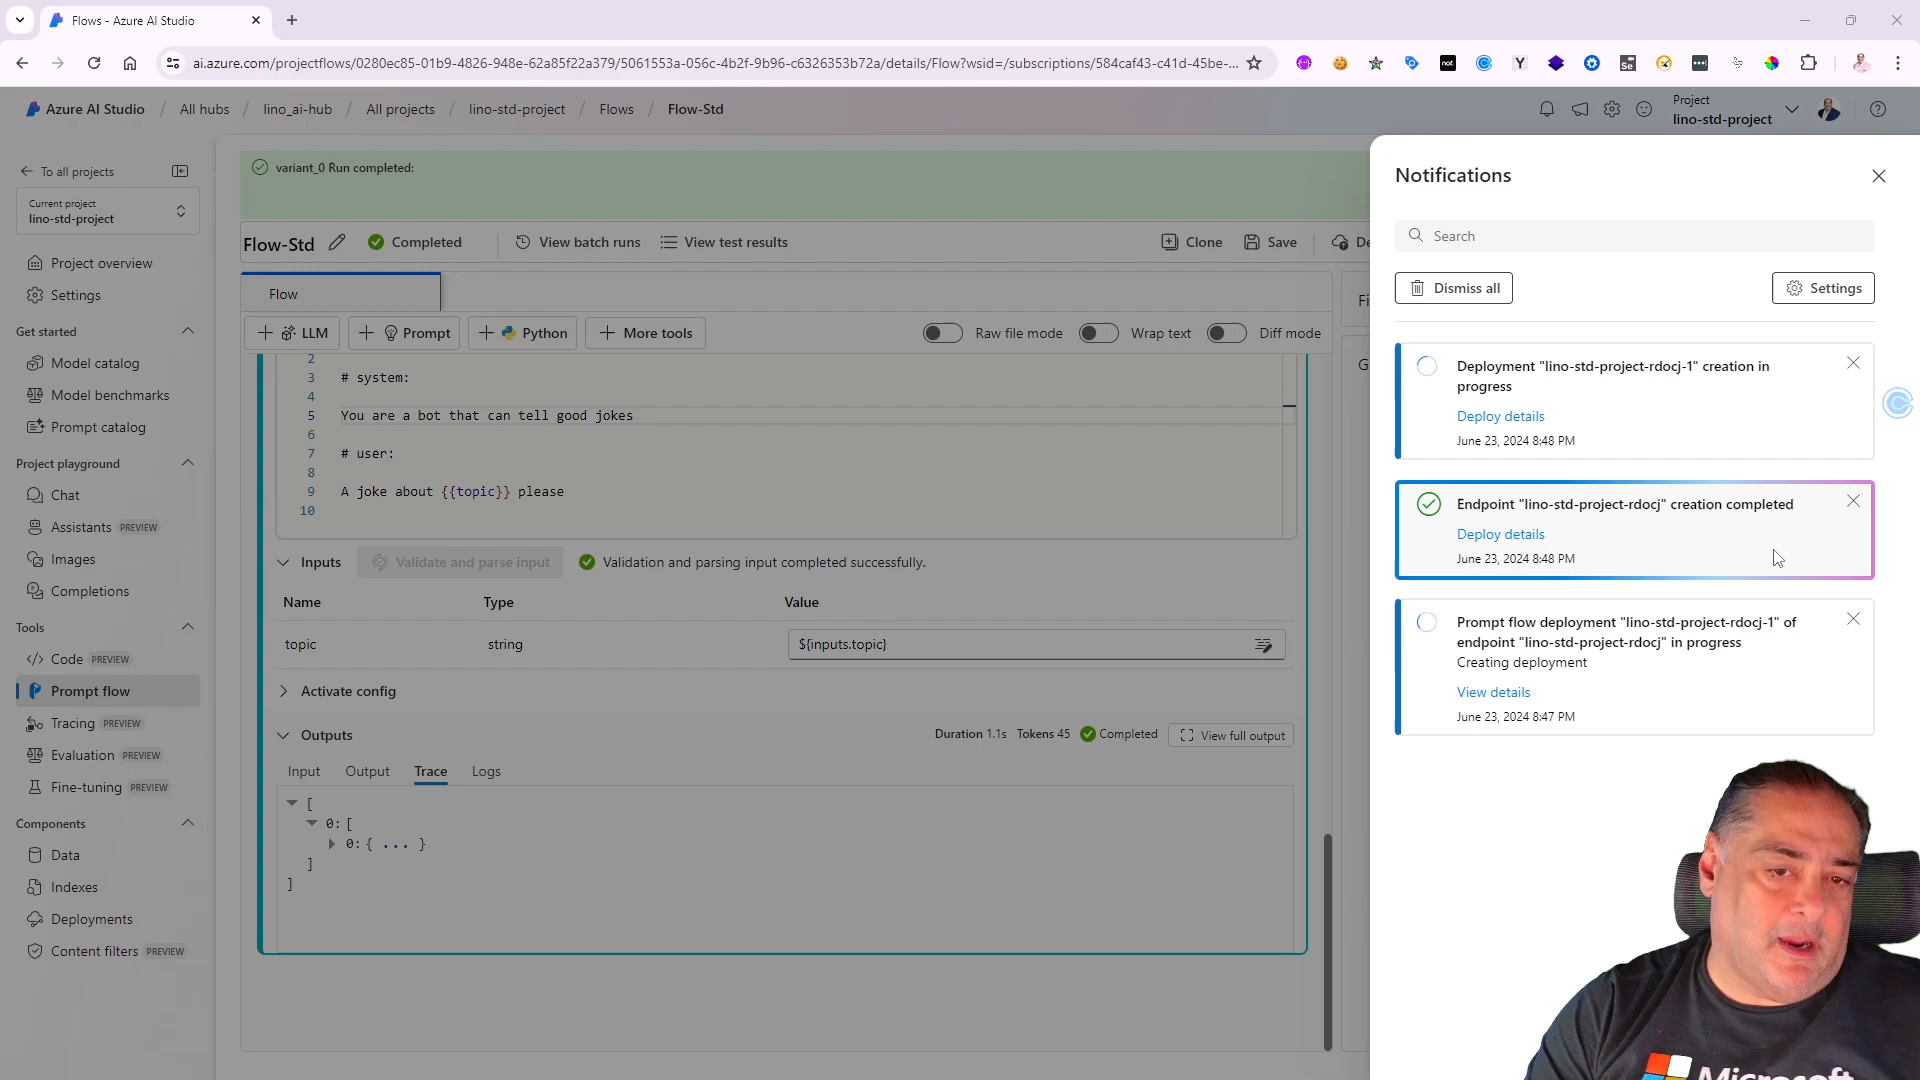 Flows - Azure AI Studio
ai.azure.com/projectflows/0280ec85-01b9-4826-948e-62a85f22a379/5061553a-056c-4b2f-9b96-c6326353b72a/details/Flow?wsid=/subscriptions/584caf43-c41d-45be-...
Azure AI Studio / All hubs / lino_ai-hub / All projects / lino-std-project / Flows / Flow-Std
Project
lino-std-project
To all projects
Current project
lino-std-project
Project overview
Settings
Get started
Model catalog
Model benchmarks
Prompt catalog
Project playground
Chat
Assistants PREVIEW
Images
Completions
Tools
Code PREVIEW
Prompt flow
Tracing PREVIEW
Evaluation PREVIEW
Fine-tuning PREVIEW
Components
Data
Indexes
Deployments
Content filters PREVIEW
variant_0 Run completed:
Flow-Std Completed View batch runs View test results Clone Save De
Flow
LLM Prompt Python More tools Raw file mode Wrap text Diff mode
Fi
G
2
3 # system:
4
5 You are a bot that can tell good jokes
6
7 # user:
8
9 A joke about {{topic}} please
10
Inputs Validate and parse input Validation and parsing input completed successfully.
Name Type Value
topic string ${inputs.topic}
Activate config
Outputs Duration 1.1s Tokens 45 Completed View full output
Input Output Trace Logs
[
0: [
0: { ... }
]
]
Notifications
Search
Dismiss all Settings
Deployment "lino-std-project-rdocj-1" creation in
progress
Deploy details
June 23, 2024 8:48 PM
Endpoint "lino-std-project-rdocj" creation completed
Deploy details
June 23, 2024 8:48 PM
Prompt flow deployment "lino-std-project-rdocj-1" of
endpoint "lino-std-project-rdocj" in progress
Creating deployment
View details
June 23, 2024 8:47 PM
Microsoft